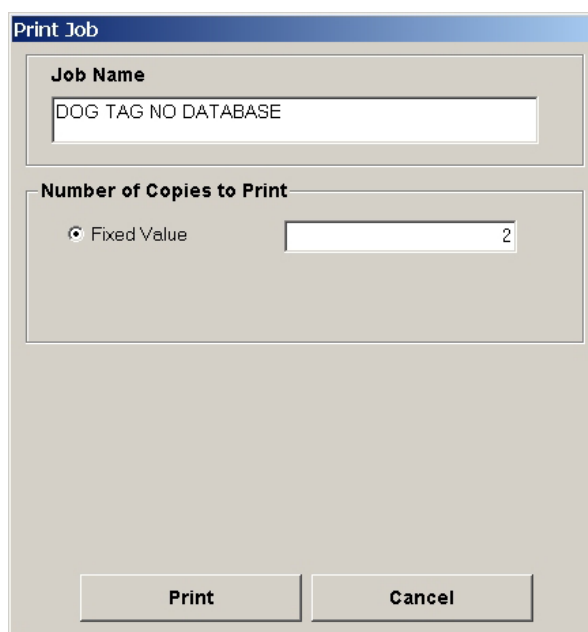 Print Job
Job Name
DOG TAG NO DATABASE
Number of Copies to Print
Fixed Value
2
Print
Cancel